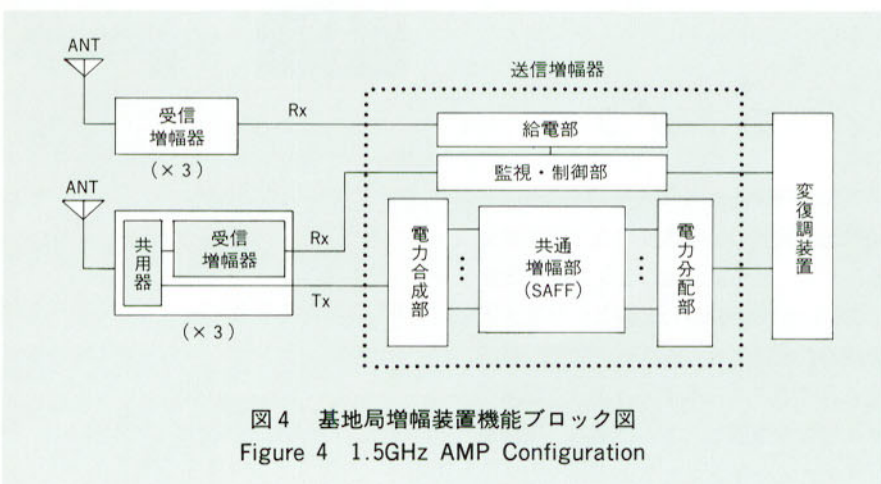 ANT
受信
増幅器
(×3)
Rx
送信増幅器
給電部
監視・制御部
ANT
共用器
受信
増幅器
Rx
Tx
(×3)
電力合成部
共通
増幅部
(SAFF)
電力分配部
変復調装置
図4 基地局増幅装置機能ブロック図
Figure 4 1.5GHz AMP Configuration